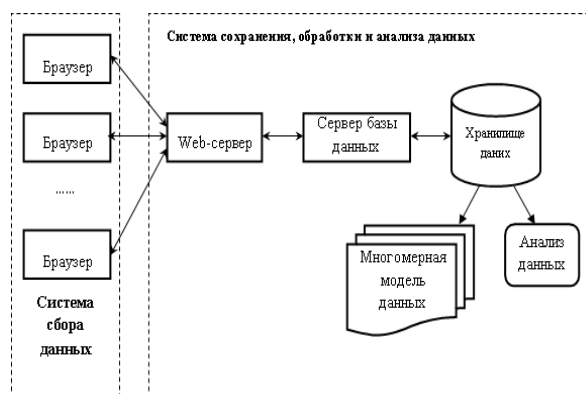 Система сохранения, обработки и анализа данных
Браузер
Браузер
......
Браузер
Система
сбора
данных
Web-сервер
Сервер базы
данных
Хранилище
даних
Многомерная
модель
данных
Анализ
данных